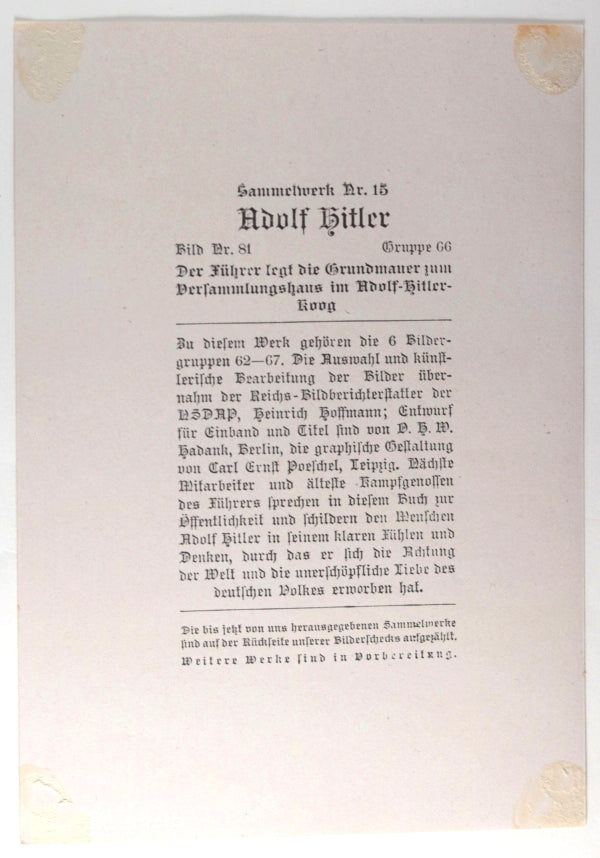 Sammelwerk Nr. 15
Adolf Hitler
Bild Nr. 81 Gruppe 66
Der Führer legt die Grundmauer zum
Versammlungshaus im Adolf-Hitler-
Koog
Zu diesem Werk gehören die 6 Bilder-
gruppen 62—67. Die Auswahl und künst-
lerische Bearbeitung der Bilder über-
nahm der Reichs-Bildberichterstatter der
NSDAP, Heinrich Hoffmann; Entwurf
für Einband und Titel sind von O. H. W.
Hadank, Berlin, die graphische Gestaltung
von Carl Ernst Poeschel, Leipzig. Nächste
Mitarbeiter und älteste Kampfgenossen
des Führers sprechen in diesem Buch zur
Öffentlichkeit und schildern den Menschen
Adolf Hitler in seinem klaren Fühlen und
Denken, durch das er sich die Achtung
der Welt und die unerschöpfliche Liebe des
deutschen Volkes erworben hat.
Die bis jetzt von uns herausgegebenen Sammelwerke
sind auf der Rückseite unserer Bilderschecks aufgezählt.
Weitere Werke sind in Vorbereitung.